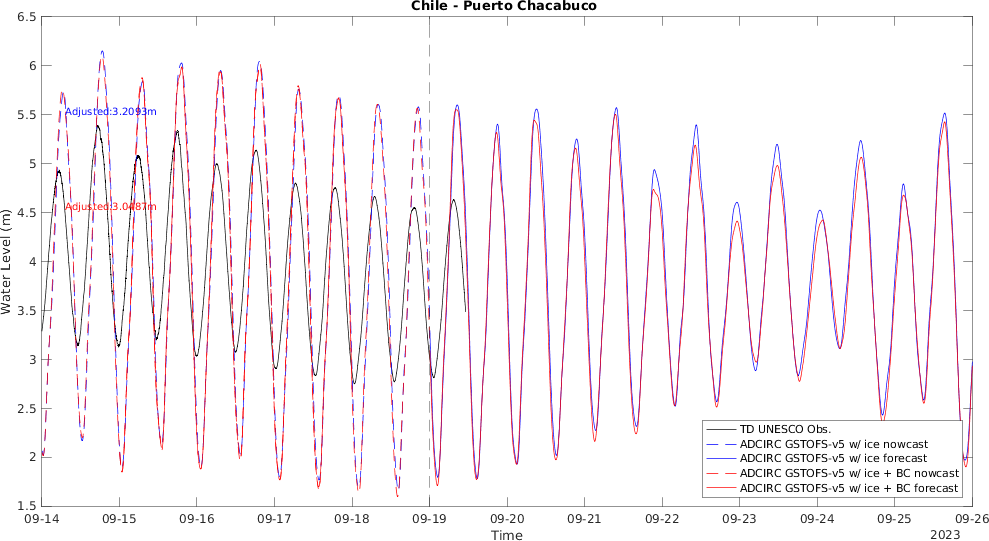 Chile - Puerto Chacabuco
6.5
6
5.5
5
4.5
4
3.5
3
2.5
2
1.5
Water Level (m)
Adjusted:3.2093m
Adjusted:3.0487m
TD UNESCO Obs.
ADCIRC GSTOFS-v5 w/ ice nowcast
ADCIRC GSTOFS-v5 w/ ice forecast
ADCIRC GSTOFS-v5 w/ ice + BC nowcast
ADCIRC GSTOFS-v5 w/ ice + BC forecast
09-14 09-15 09-16 09-17 09-18 09-19 09-20 09-21 09-22 09-23 09-24 09-25 09-26
Time
2023